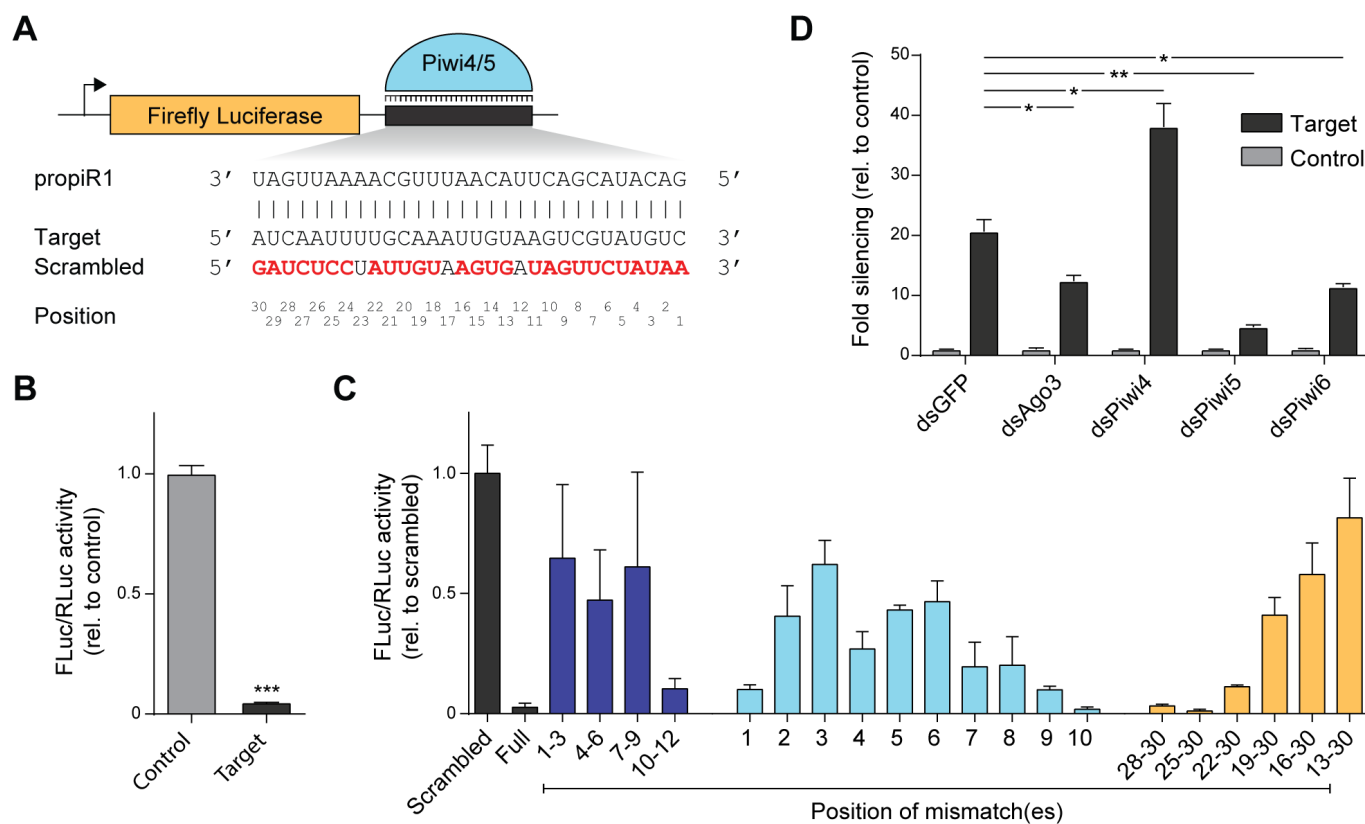 A
Piwi4/5
Firefly Luciferase
propiR1 3′ UAGUUAAAACGUUUAACAUUCAGCAUACAG 5′
Target 5′ AUCAAUUUUGCAAAUUGUAAGUCGUAUGUC 3′
Scrambled 5′ GAUCUCCUAUUGUAAGUGAUAGUUCUAUAA 3′
30 28 26 24 22 20 18 16 14 12 10 8 6 4 2
Position
29 27 25 23 21 19 17 15 13 11 9 7 5 3 1
D
Fold silencing (rel. to control)
50
40
30
20
10
0
*
**
*
*
Target
Control
dsGFP dsAgo3 dsPiwi4 dsPiwi5 dsPiwi6
B
FLuc/RLuc activity
(rel. to control)
1.0
0.5
0
***
Control Target
C
FLuc/RLuc activity
(rel. to scrambled)
1.0
0.5
0
Scrambled Full 1-3 4-6 7-9 10-12 1 2 3 4 5 6 7 8 9 10 28-30 25-30 22-30 19-30 16-30 13-30
Position of mismatch(es)